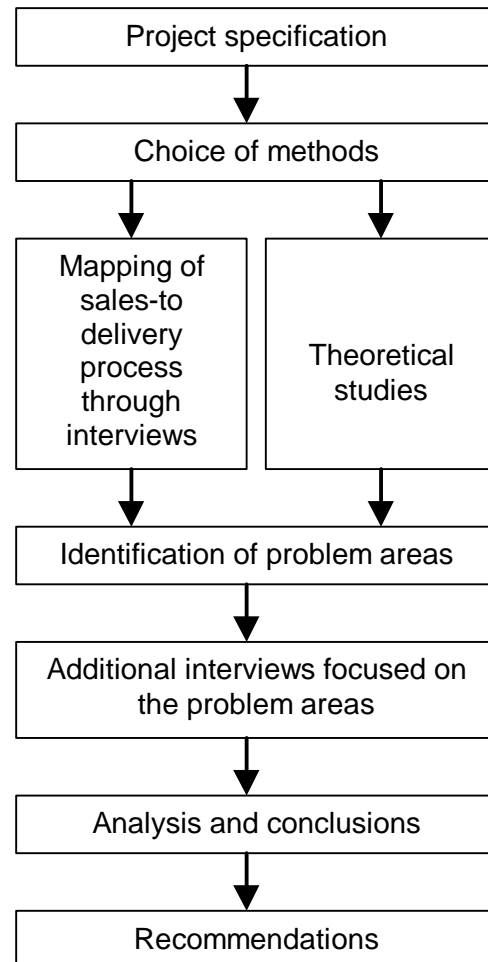 Project specification
Choice of methods
Mapping of
sales-to
delivery
process
through
interviews
Theoretical
studies
Identification of problem areas
Additional interviews focused on
the problem areas
Analysis and conclusions
Recommendations